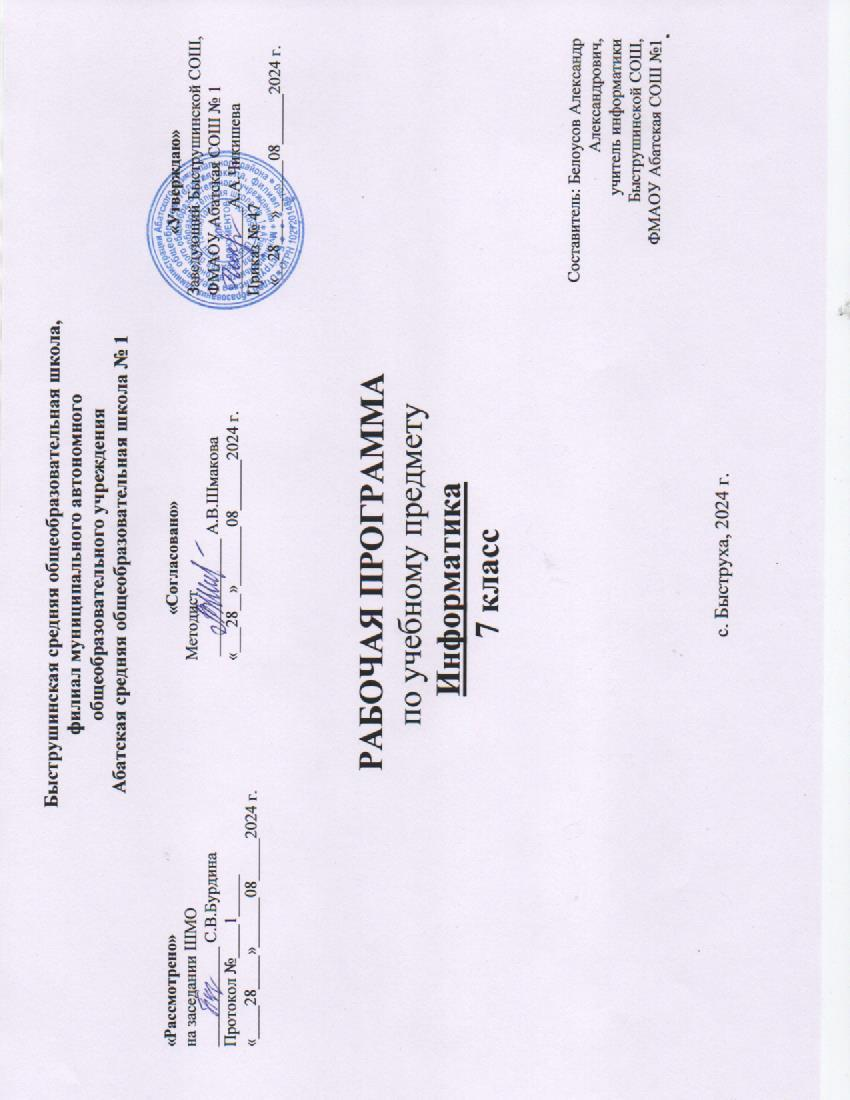 Быструшинская средняя общеобразовательная школа,
филиал муниципального автономного
общеобразовательного учреждения
Абатская средняя общеобразовательная школа № 1
«Рассмотрено»
на заседании ШМО
С.В.Бурдина
Протокол № 1
«28» 08 2024 г.
«Согласовано»
Методист
А.В.Шмакова
«28» 08 2024 г.
«Утверждаю»
Заведующий Быструшинской СОШ,
ФМАОУ Абатская СОШ № 1
А.А.Чикишева
Приказ № 47
«28» 08 2024 г.
РАБОЧАЯ ПРОГРАММА
по учебному предмету
Информатика
7 класс
Составитель: Белоусов Александр
Александрович,
учитель информатики
Быструшинской СОШ,
ФМАОУ Абатская СОШ №1
с. Быструха, 2024 г.